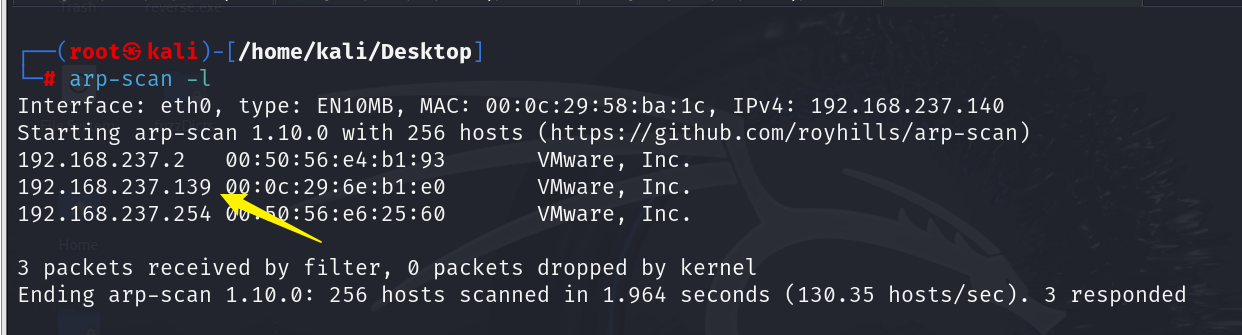 Trash
reverse.exe
┌──(root㉿kali)-[/home/kali/Desktop]
└─# arp-scan -l
Interface: eth0, type: EN10MB, MAC: 00:0c:29:58:ba:1c, IPv4: 192.168.237.140
Starting arp-scan 1.10.0 with 256 hosts (https://github.com/royhills/arp-scan)
192.168.237.2 00:50:56:e4:b1:93 VMware, Inc.
192.168.237.139 00:0c:29:6e:b1:e0 VMware, Inc.
192.168.237.254 00:50:56:e6:25:60 VMware, Inc.
Home
3 packets received by filter, 0 packets dropped by kernel
Ending arp-scan 1.10.0: 256 hosts scanned in 1.964 seconds (130.35 hosts/sec). 3 responded